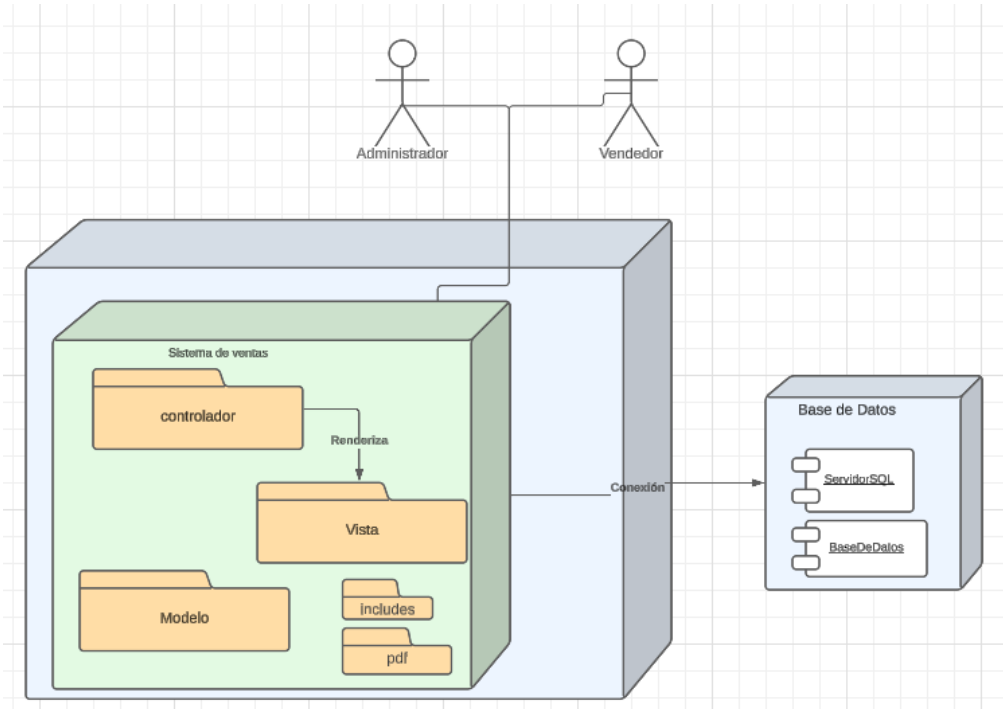 Administrador
Vendedor
Sistema de ventas
controlador
Renderiza
Vista
Modelo
includes
pdf
Conexión
Base de Datos
ServidorSQL
BaseDeDatos